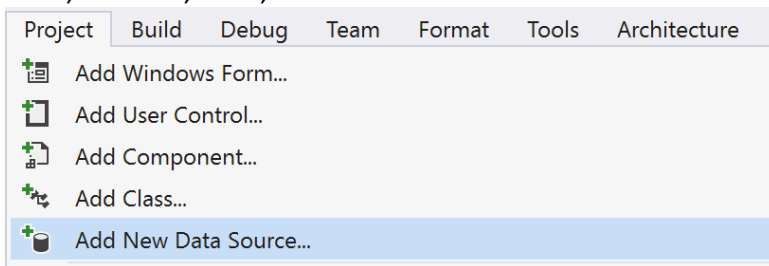 Project Build Debug Team Format Tools Architecture
Add Windows Form...
Add User Control...
Add Component...
Add Class...
Add New Data Source...